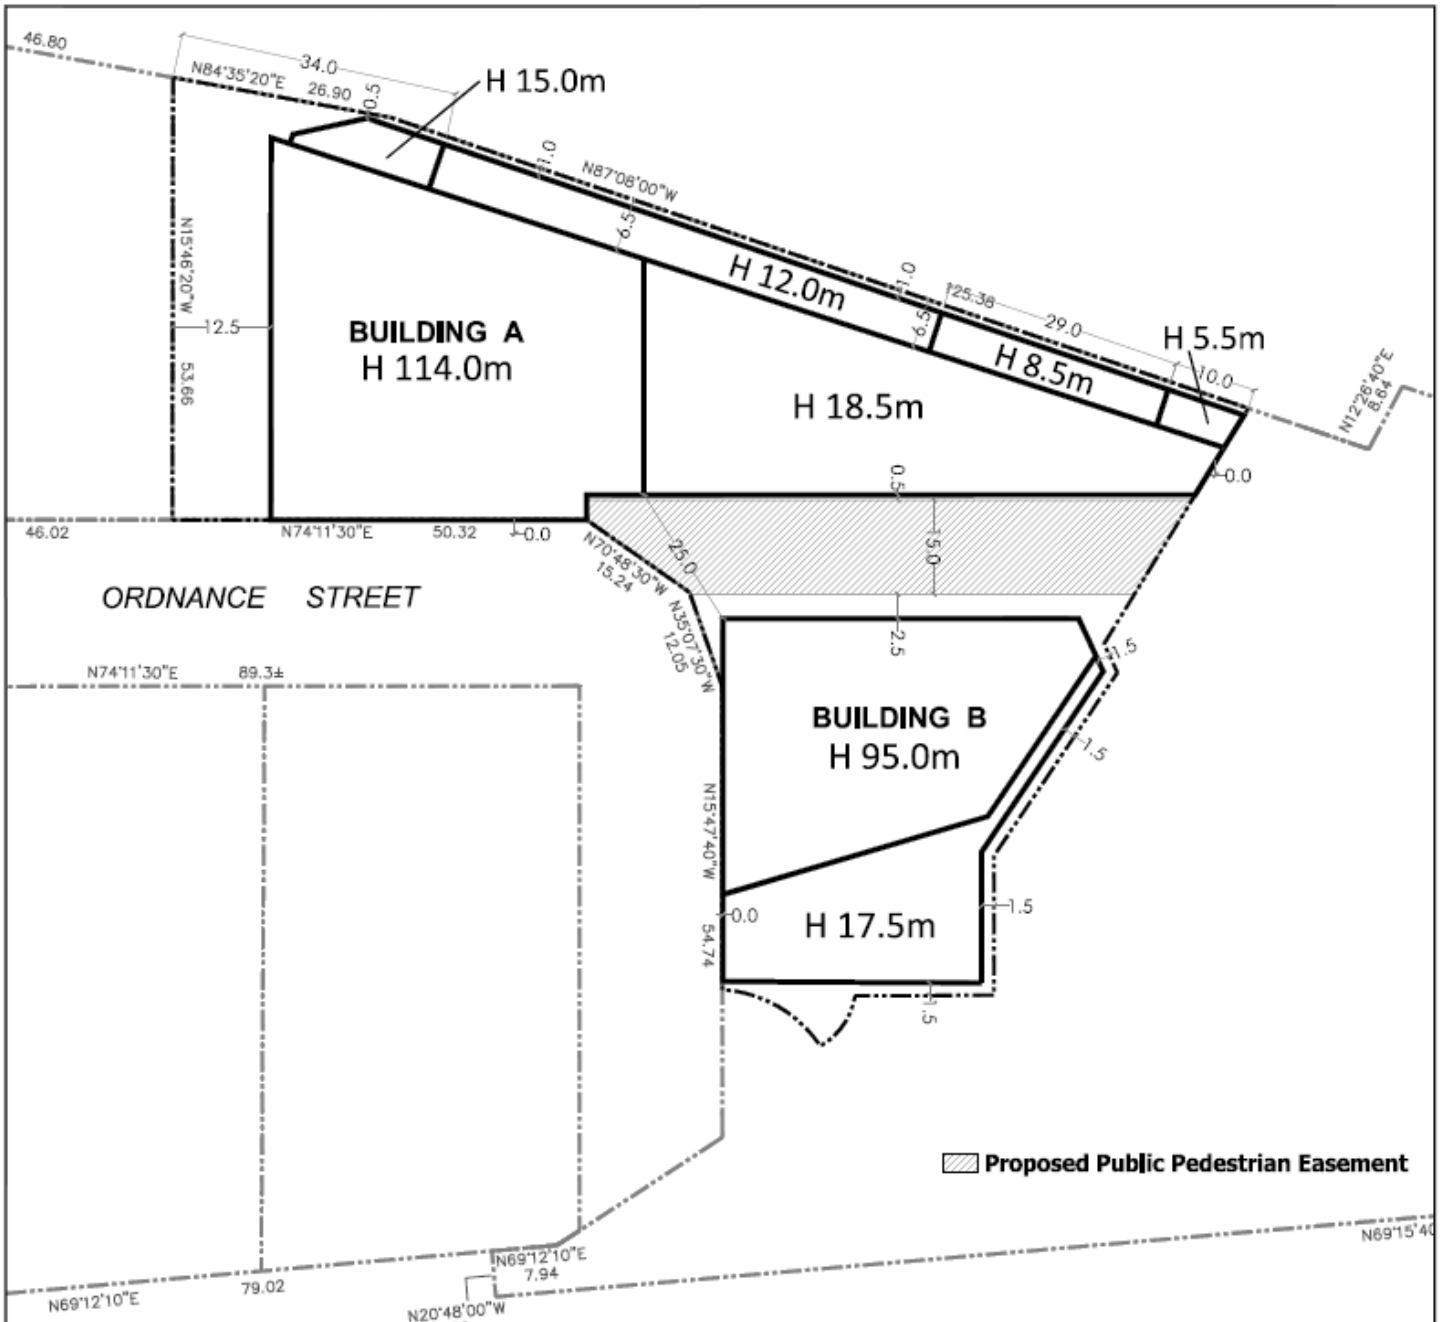 46.80
34.0
N84°35'20"E
26.90
0.5
H 15.0m
1.0
N87°08'00"W
6.5
H 12.0m
1.0
125.38
29.0
6.5
H 8.5m
H 5.5m
10.0
N12°26'40"E
8.64
N15°46'20"W
53.66
12.5
BUILDING A
H 114.0m
H 18.5m
0.0
0.5
46.02
N74°11'30"E
50.32
0.0
15.0
25.0
N70°48'30"W
15.24
ORDNANCE STREET
N35°07'30"W
12.05
2.5
1.5
N74°11'30"E
89.3±
BUILDING B
H 95.0m
1.5
N15°47'40"W
54.74
0.0
H 17.5m
1.5
1.5
Proposed Public Pedestrian Easement
N69°15'40
N69°12'10"E
7.94
79.02
N69°12'10"E
N20°48'00"W